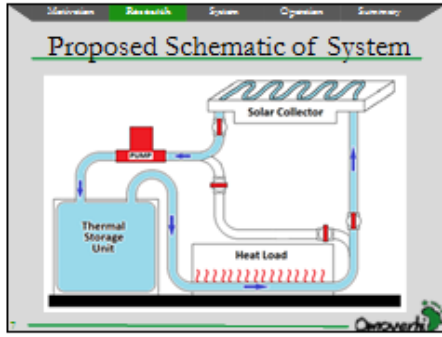 Motivation Research System Operation Summary
Proposed Schematic of System
Solar Collector
PUMP
Thermal
Storage
Unit
Heat Load